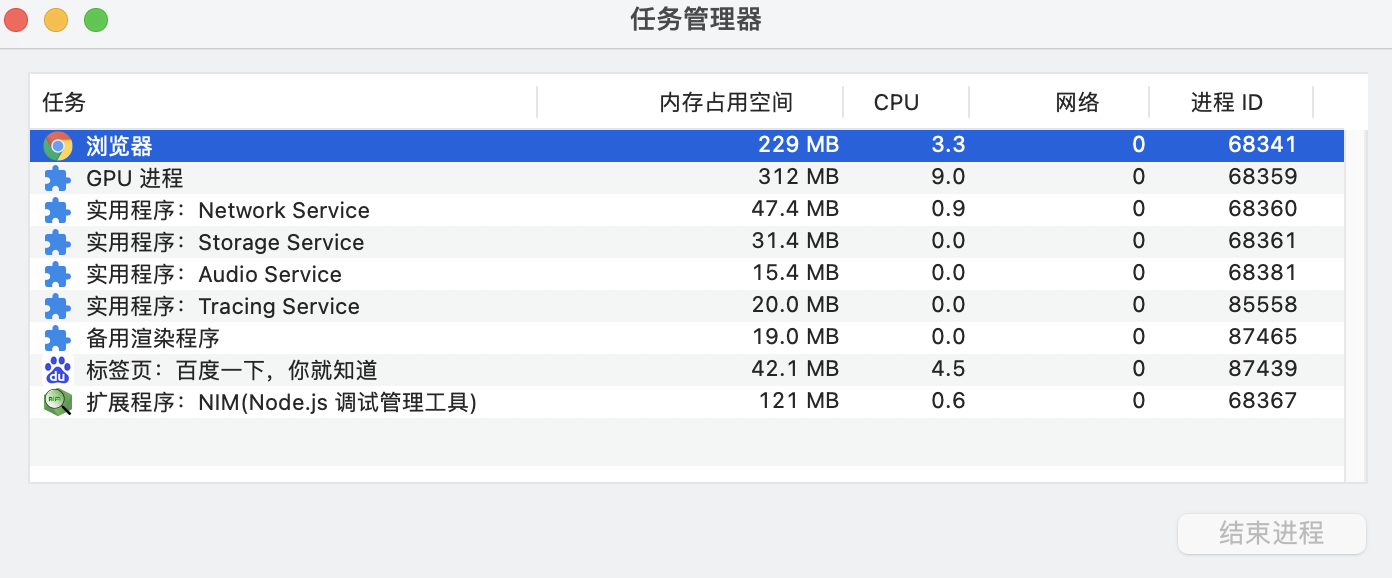 任务管理器
任务 内存占用空间 CPU 网络 进程 ID
浏览器 229 MB 3.3 0 68341
GPU 进程 312 MB 9.0 0 68359
实用程序：Network Service 47.4 MB 0.9 0 68360
实用程序：Storage Service 31.4 MB 0.0 0 68361
实用程序：Audio Service 15.4 MB 0.0 0 68381
实用程序：Tracing Service 20.0 MB 0.0 0 85558
备用渲染程序 19.0 MB 0.0 0 87465
du 标签页：百度一下，你就知道 42.1 MB 4.5 0 87439
扩展程序：NIM(Node.js 调试管理工具) 121 MB 0.6 0 68367
结束进程